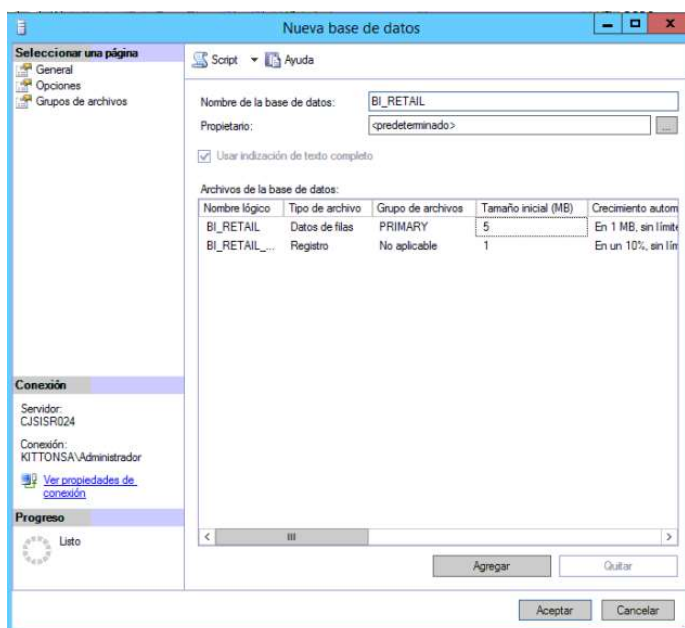 Nueva base de datos
Seleccionar una página
General
Opciones
Grupos de archivos
Script
Ayuda
Nombre de la base de datos:
BI_RETAIL
Propietario:
<predeterminado>
...
Usar indización de texto completo
Archivos de la base de datos:
Nombre lógico Tipo de archivo Grupo de archivos Tamaño inicial (MB) Crecimiento autom
BI_RETAIL Datos de filas PRIMARY 5 En 1 MB, sin límite
BI_RETAIL_... Registro No aplicable 1 En un 10%, sin lím
Conexión
Servidor:
CJSISR024
Conexión:
KITTONSA\Administrador
Ver propiedades de
conexión
Progreso
Listo
Agregar
Quitar
Aceptar
Cancelar